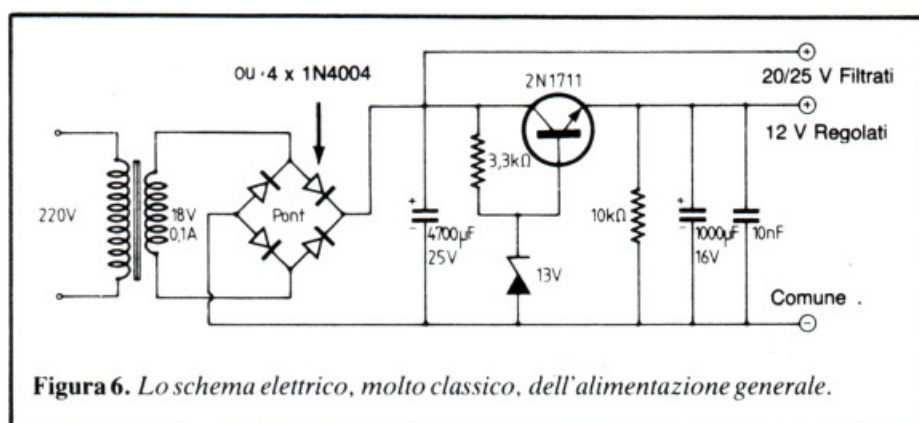 OU 4 x 1N4004
2N1711
+
20/25 V Filtrati
+
12 V Regolati
3,3kΩ
220V
18V
0,1A
Pont
+
-
4700µF
25V
13V
10kΩ
+
-
1000µF
16V
10nF
Comune .
-
Figura 6. Lo schema elettrico, molto classico, dell'alimentazione generale.